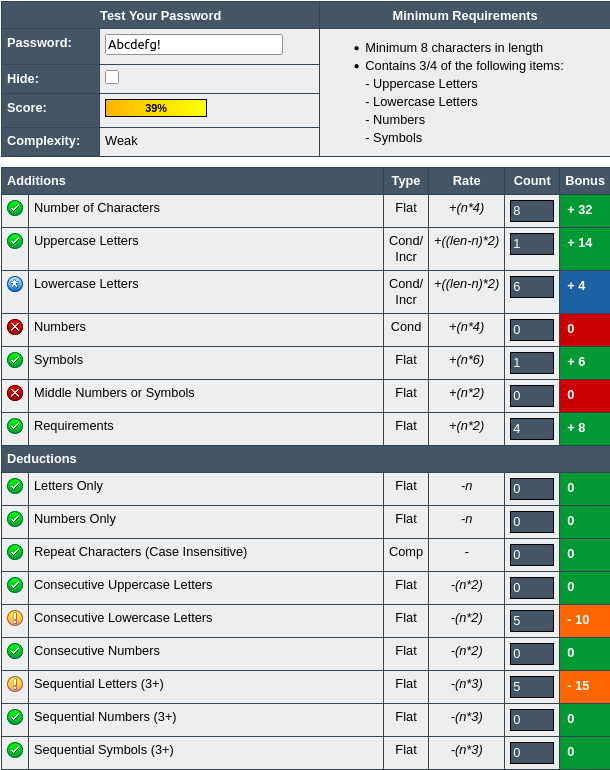 Test Your Password Minimum Requirements
Password: Abcdefg!
Hide:
Score: 39%
Complexity: Weak
Minimum 8 characters in length
Contains 3/4 of the following items:
- Uppercase Letters
- Lowercase Letters
- Numbers
- Symbols
Additions Type Rate Count Bonus
Number of Characters Flat +(n*4) 8 + 32
Uppercase Letters Cond/ +((len-n)*2) 1 + 14
Incr
Lowercase Letters Cond/ +((len-n)*2) 6 + 4
Incr
Numbers Cond +(n*4) 0 0
Symbols Flat +(n*6) 1 + 6
Middle Numbers or Symbols Flat +(n*2) 0 0
Requirements Flat +(n*2) 4 + 8
Deductions
Letters Only Flat -n 0 0
Numbers Only Flat -n 0 0
Repeat Characters (Case Insensitive) Comp - 0 0
Consecutive Uppercase Letters Flat -(n*2) 0 0
Consecutive Lowercase Letters Flat -(n*2) 5 - 10
Consecutive Numbers Flat -(n*2) 0 0
Sequential Letters (3+) Flat -(n*3) 5 - 15
Sequential Numbers (3+) Flat -(n*3) 0 0
Sequential Symbols (3+) Flat -(n*3) 0 0